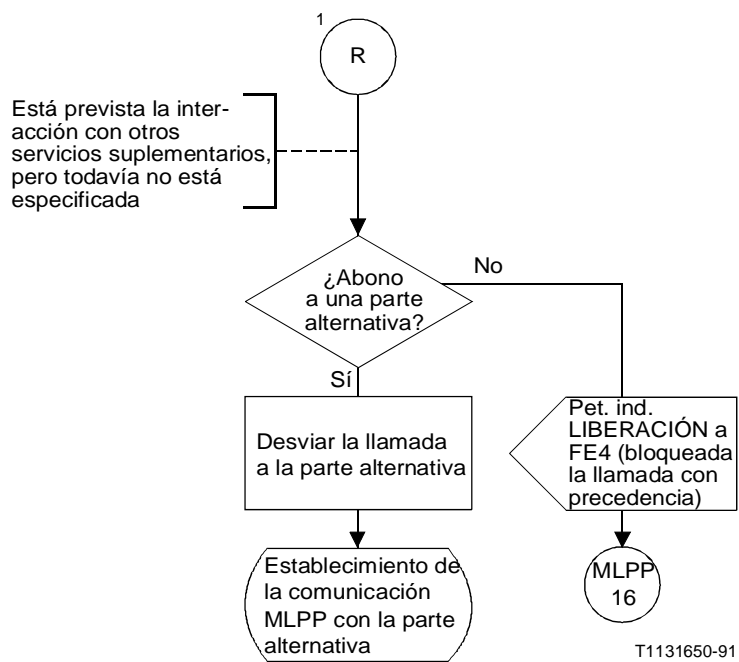 1
R
Está prevista la inter-
acción con otros
servicios suplementarios,
pero todavía no está
especificada
¿Abono
a una parte
alternativa?
No
Sí
Desviar la llamada
a la parte alternativa
Pet. ind.
LIBERACIÓN a
FE4 (bloqueada
la llamada con
precedencia)
Establecimiento de
la comunicación
MLPP con la parte
alternativa
MLPP
16
T1131650-91